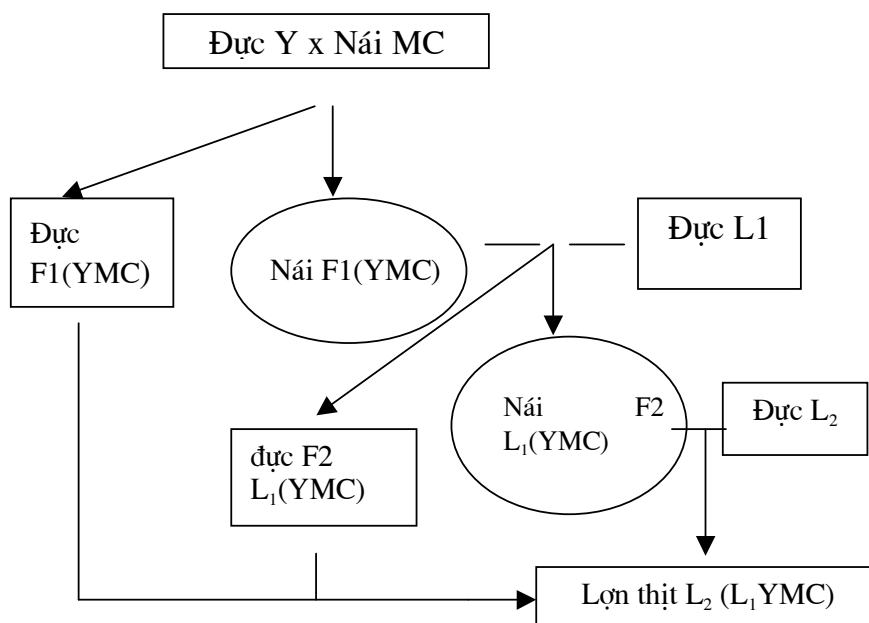 Đực Y x Nái MC
Đực
F1(YMC)
Nái F1(YMC)
Đực L1
Nái F2
L₁(YMC)
Đực L₂
đực F2
L₁(YMC)
Lợn thịt L₂ (L₁YMC)